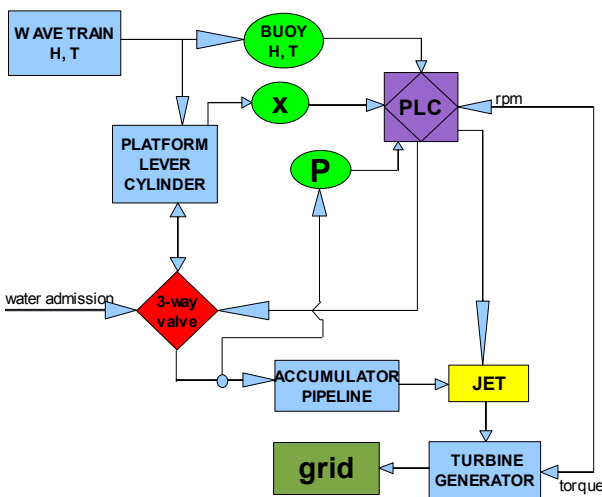 WAVE TRAIN
H, T
BUOY
H, T
PLC
rpm
X
PLATFORM
LEVER
CYLINDER
P
water admission
3-way
valve
ACCUMULATOR
PIPELINE
JET
grid
TURBINE
GENERATOR
torque